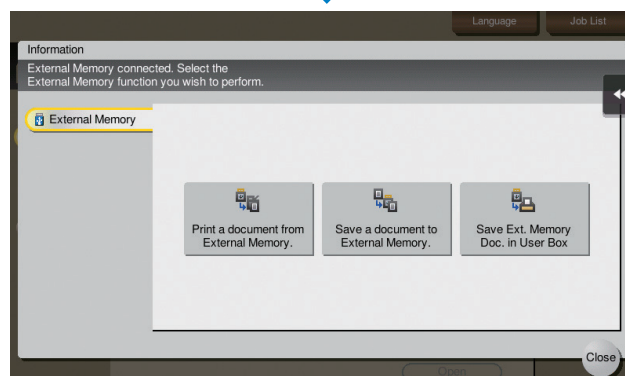 Language
Job List
Information
External Memory connected. Select the
External Memory function you wish to perform.
External Memory
Print a document from
External Memory.
Save a document to
External Memory.
Save Ext. Memory
Doc. in User Box
Close
Open